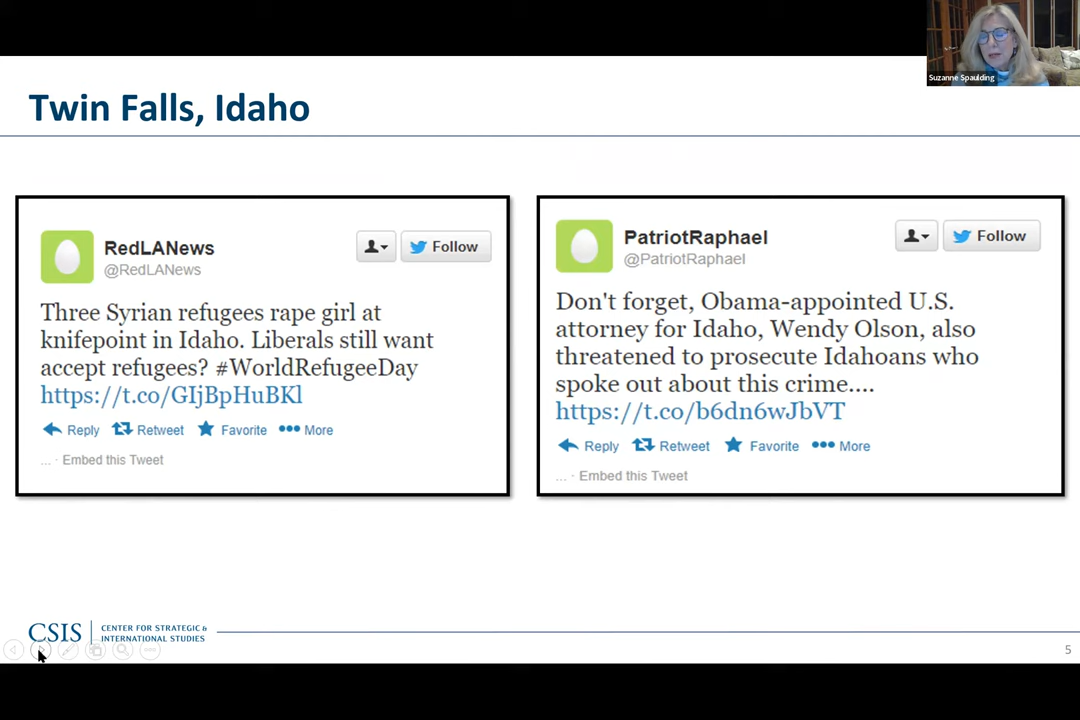 Suzanne Spaulding
Twin Falls, Idaho
RedLANews
@RedLANews
Follow
Three Syrian refugees rape girl at
knifepoint in Idaho. Liberals still want
accept refugees? #WorldRefugeeDay
https://t.co/GIjBpHuBKl
Reply Retweet Favorite More
... · Embed this Tweet
PatriotRaphael
@PatriotRaphael
Follow
Don't forget, Obama-appointed U.S.
attorney for Idaho, Wendy Olson, also
threatened to prosecute Idahoans who
spoke out about this crime....
https://t.co/b6dn6wJbVT
Reply Retweet Favorite More
... · Embed this Tweet
CSIS
CENTER FOR STRATEGIC &
INTERNATIONAL STUDIES
5